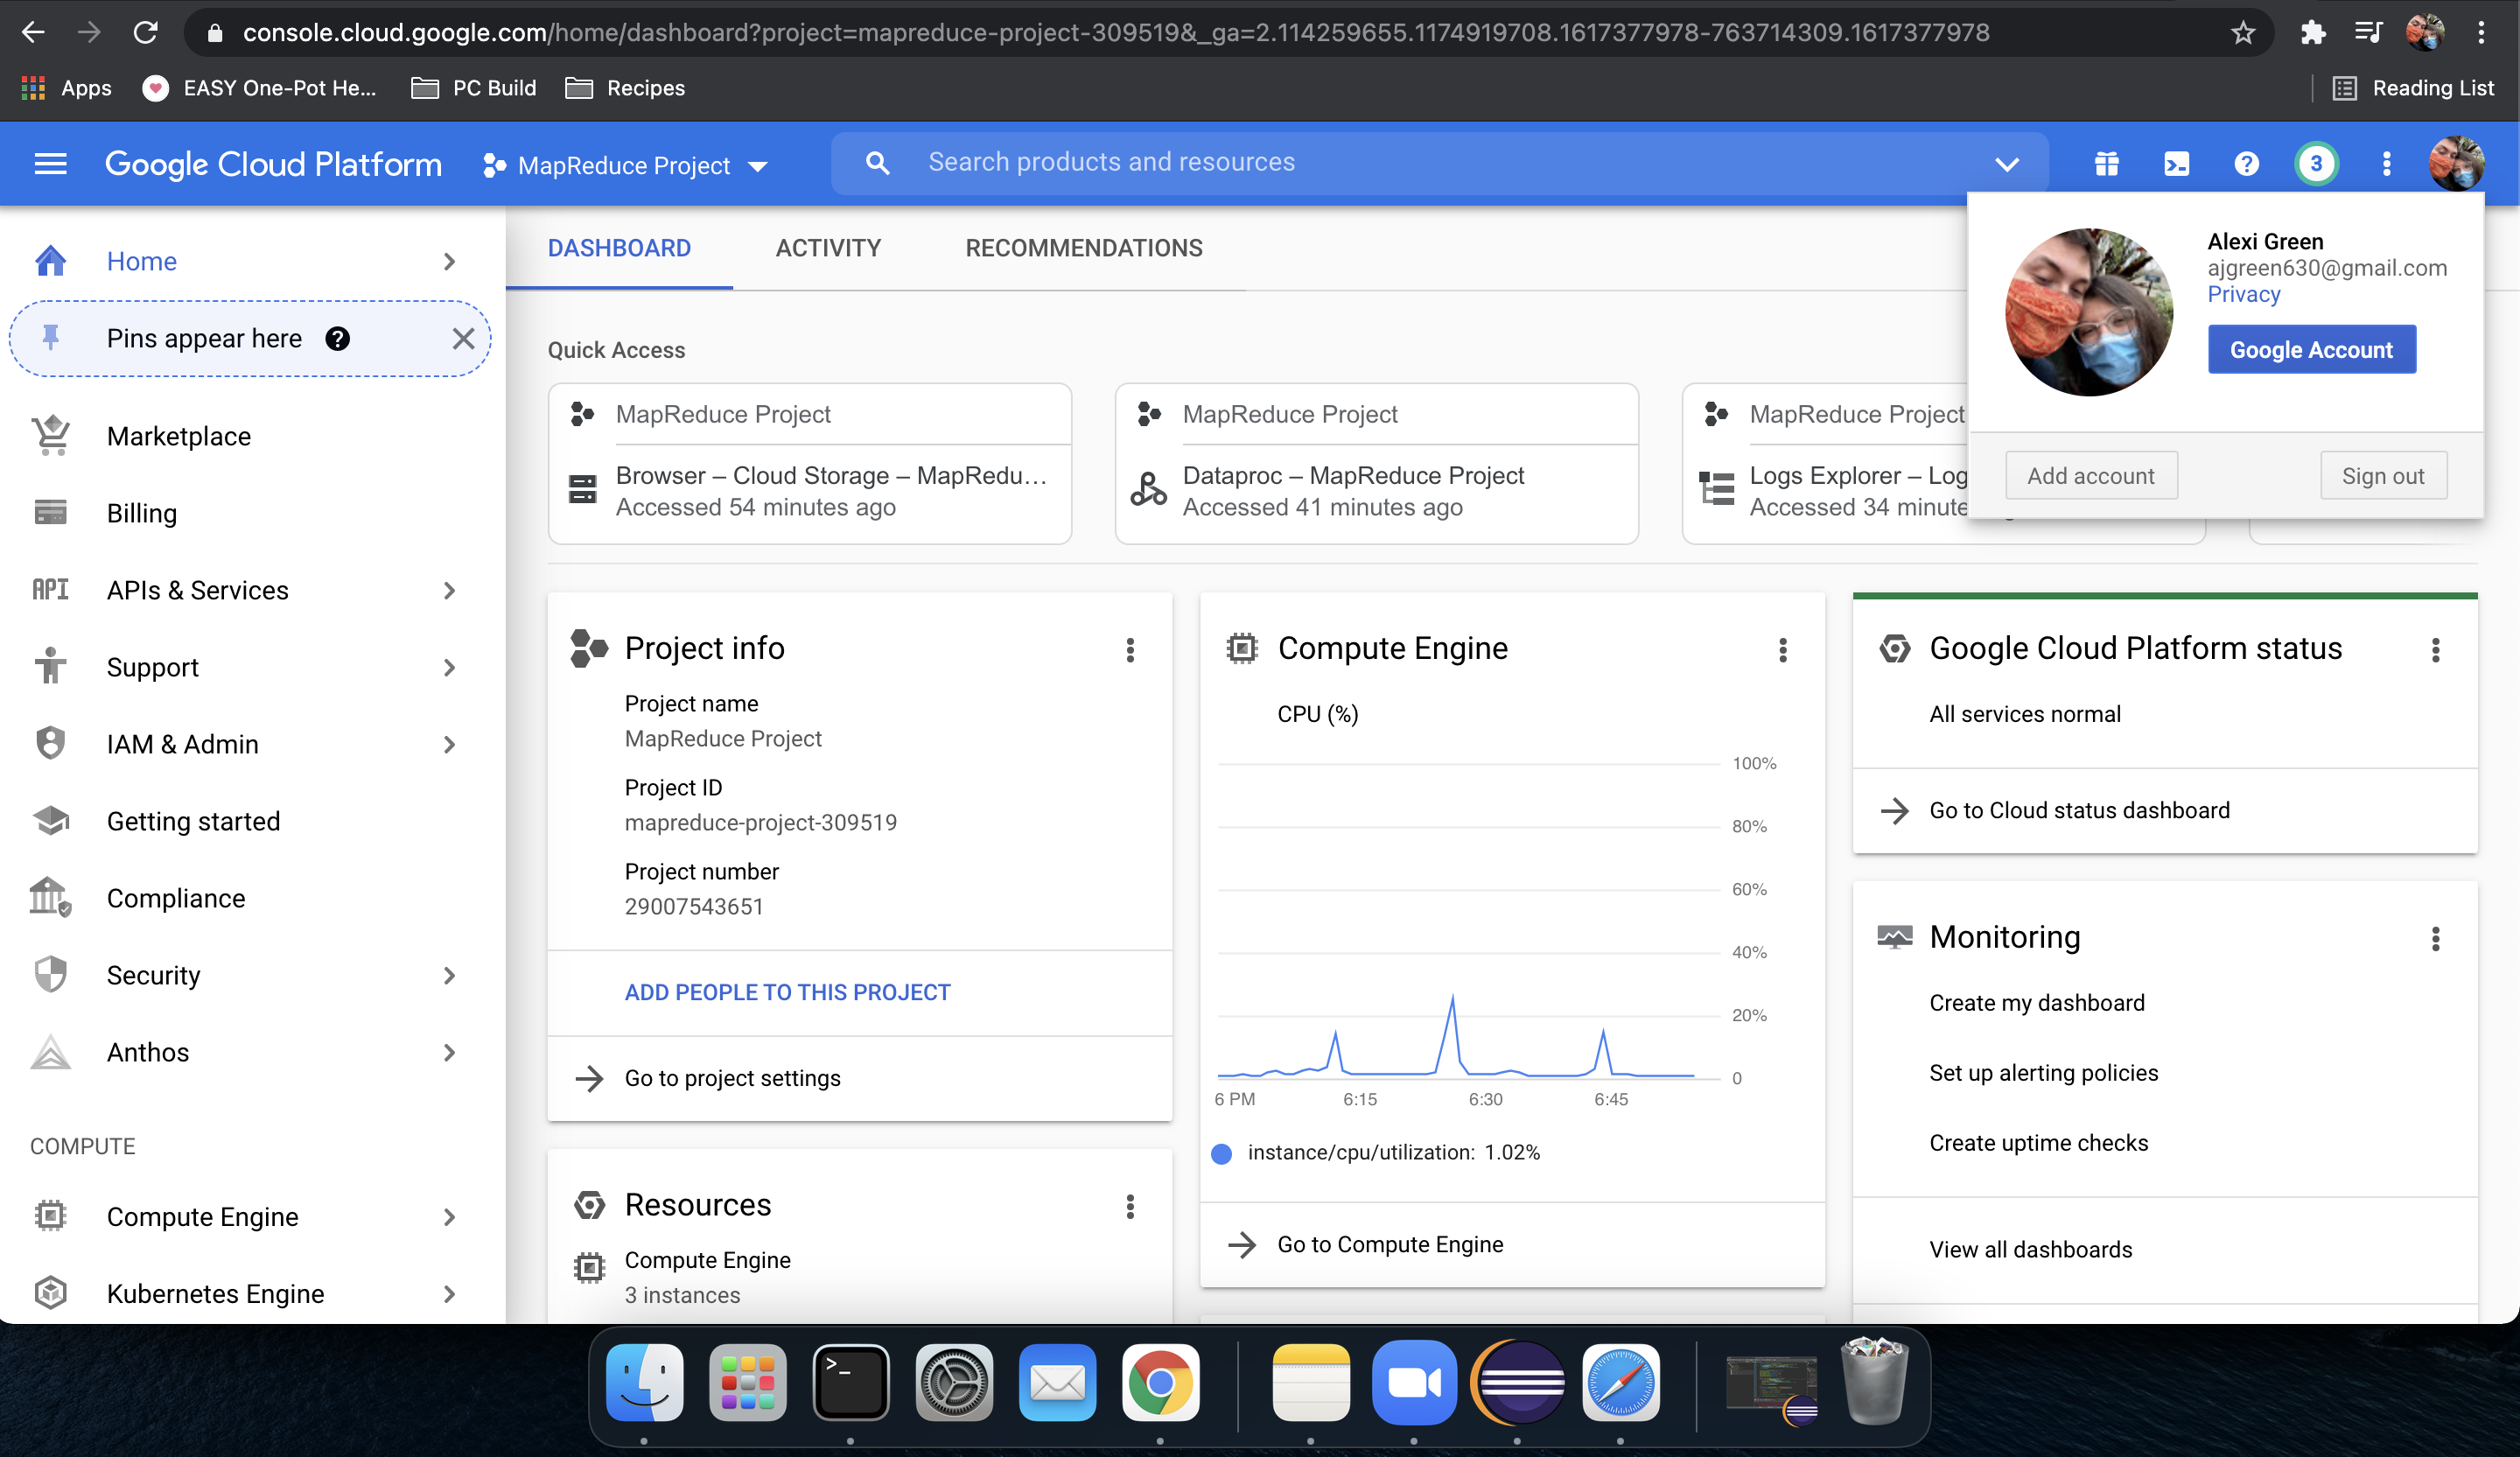 console.cloud.google.com/home/dashboard?project=mapreduce-project-309519&_ga=2.114259655.1174919708.1617377978-763714309.1617377978
Apps
EASY One-Pot He...
PC Build
Recipes
Reading List
Google Cloud Platform
MapReduce Project
Search products and resources
3
Alexi Green
ajgreen630@gmail.com
Privacy
Google Account
Add account
Sign out
Home
Pins appear here
Marketplace
Billing
API
APIs & Services
Support
IAM & Admin
Getting started
Compliance
Security
Anthos
COMPUTE
Compute Engine
Kubernetes Engine
DASHBOARD
ACTIVITY
RECOMMENDATIONS
Quick Access
MapReduce Project
Browser – Cloud Storage – MapRedu...
Accessed 54 minutes ago
MapReduce Project
Dataproc – MapReduce Project
Accessed 41 minutes ago
MapReduce Project
Logs Explorer – Log
Accessed 34 minute
Project info
Project name
MapReduce Project
Project ID
mapreduce-project-309519
Project number
29007543651
ADD PEOPLE TO THIS PROJECT
Go to project settings
Resources
Compute Engine
3 instances
Compute Engine
CPU (%)
100%
80%
60%
40%
20%
0
6 PM
6:15
6:30
6:45
instance/cpu/utilization: 1.02%
Go to Compute Engine
Google Cloud Platform status
All services normal
Go to Cloud status dashboard
Monitoring
Create my dashboard
Set up alerting policies
Create uptime checks
View all dashboards